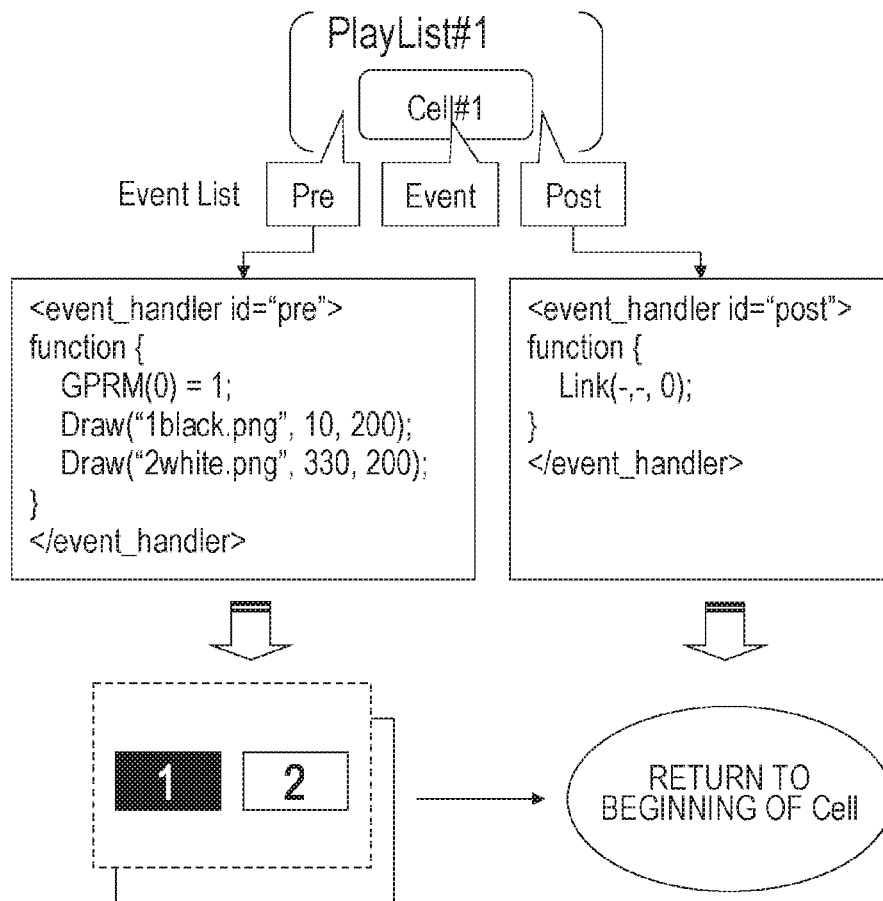 PlayList#1
Cell#1
Event List
Pre
Event
Post
<event_handler id=“pre”>
function {
GPRM(0) = 1;
Draw(“1black.png”, 10, 200);
Draw(“2white.png”, 330, 200);
}
</event_handler>
<event_handler id=“post”>
function {
Link(-,-, 0);
}
</event_handler>
1
2
RETURN TO
BEGINNING OF Cell